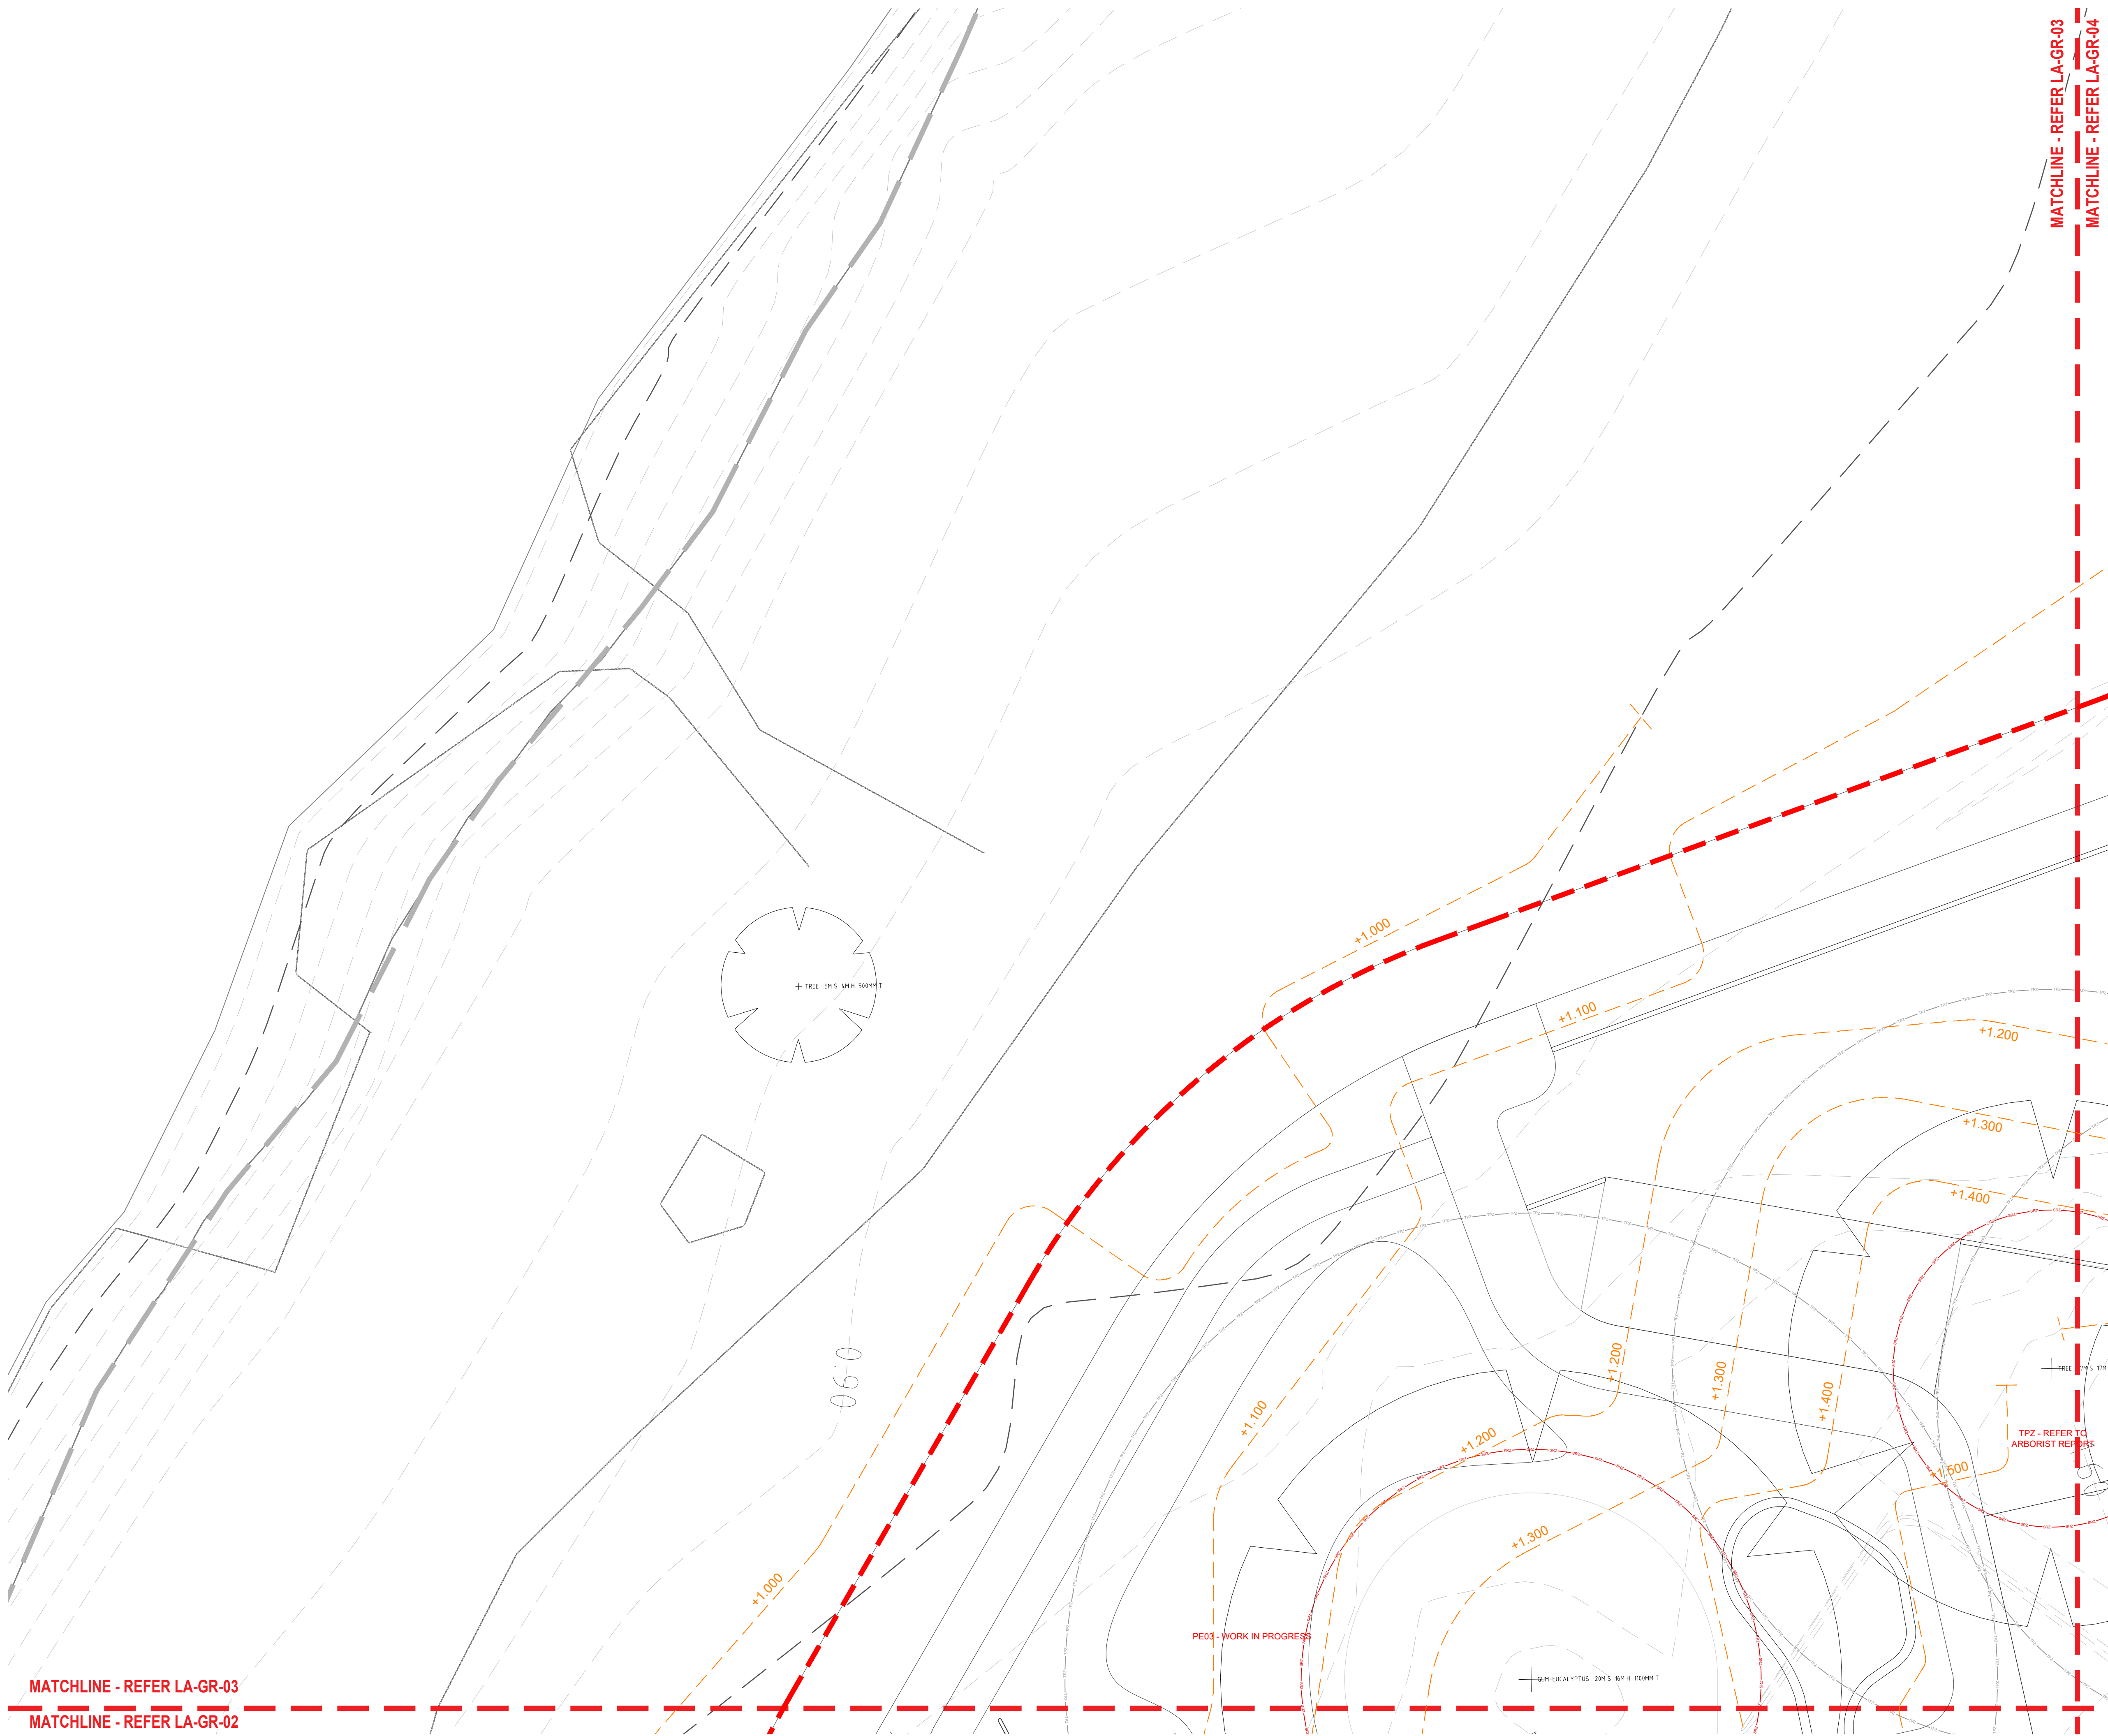 MATCHLINE - REFER LA-GR-03
MATCHLINE - REFER LA-GR-04
+1.000
TREE 5M S 4M H 500MM T
+1.100
+1.200
+1.300
+1.400
+1.200
+1.300
+1.400
TREE 7M S 17M
+1.100
+1.200
TPZ - REFER TO
ARBORIST REPORT
+1.500
+1.300
+1.000
PE03 - WORK IN PROGRESS
GUM-EUCALYPTUS 20M S 16M H 1100MM T
MATCHLINE - REFER LA-GR-03
MATCHLINE - REFER LA-GR-02